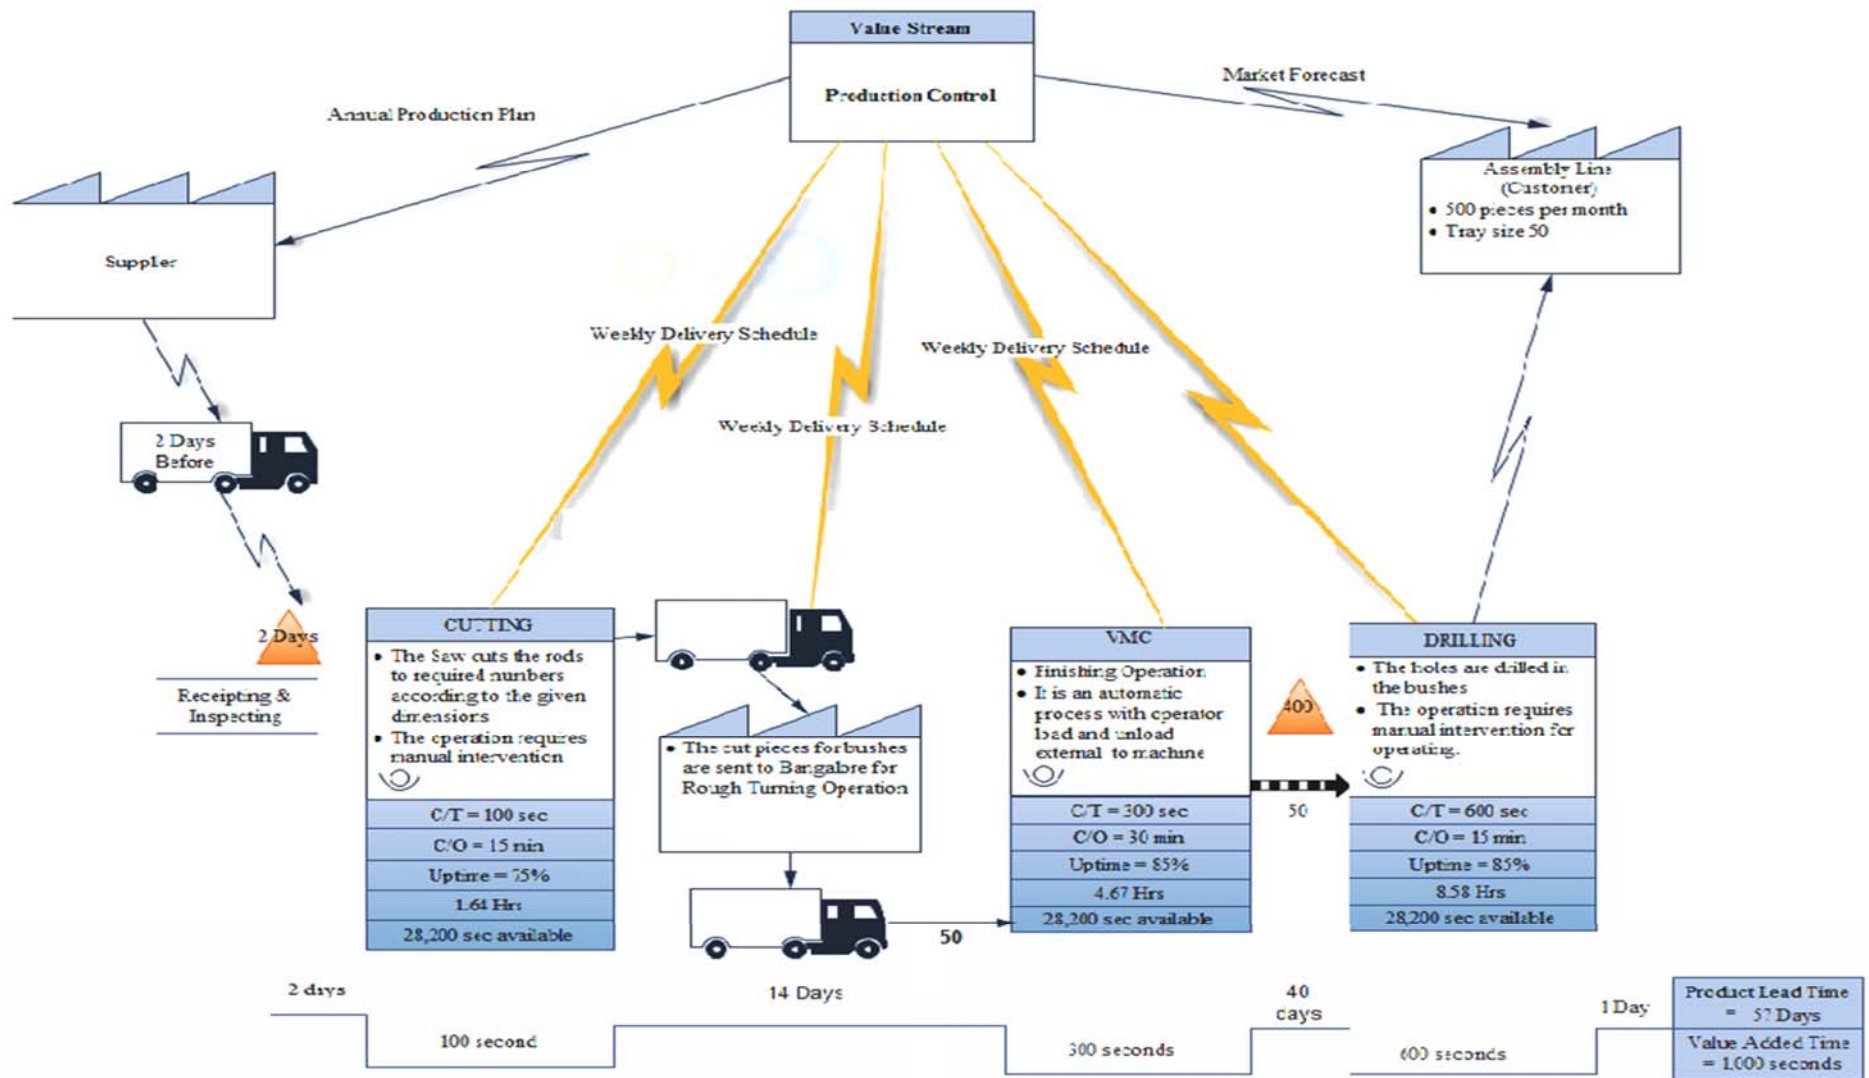 Value Stream
Production Control
Annual Production Plan
Market Forecast
Assembly Line
(Customer)
• 500 pieces per month
• Tray size 50
Supplier
Weekly Delivery Schedule
Weekly Delivery Schedule
Weekly Delivery Schedule
2 Days
Before
2 Days
Receipting &
Inspecting
CUTTING
• The Saw cuts the rods
to required numbers
according to the given
dimensions
• The operation requires
manual intervention
C/T = 100 sec
C/O = 15 min
Uptime = 75%
1.64 Hrs
28,200 sec available
• The cut pieces for bushes
are sent to Bangalore for
Rough Turning Operation
50
VMC
• Finishing Operation
• It is an automatic
process with operator
load and unload
external to machine
C/T = 300 sec
C/O = 30 min
Uptime = 85%
4.67 Hrs
28,200 sec available
400
50
DRILLING
• The holes are drilled in
the bushes
• The operation requires
manual intervention for
operating.
C/T = 600 sec
C/O = 15 min
Uptime = 85%
8.58 Hrs
28,200 sec available
2 days
100 second
14 Days
300 seconds
40
days
600 seconds
1 Day
Product Lead Time
= 57 Days
Value Added Time
= 1,000 seconds